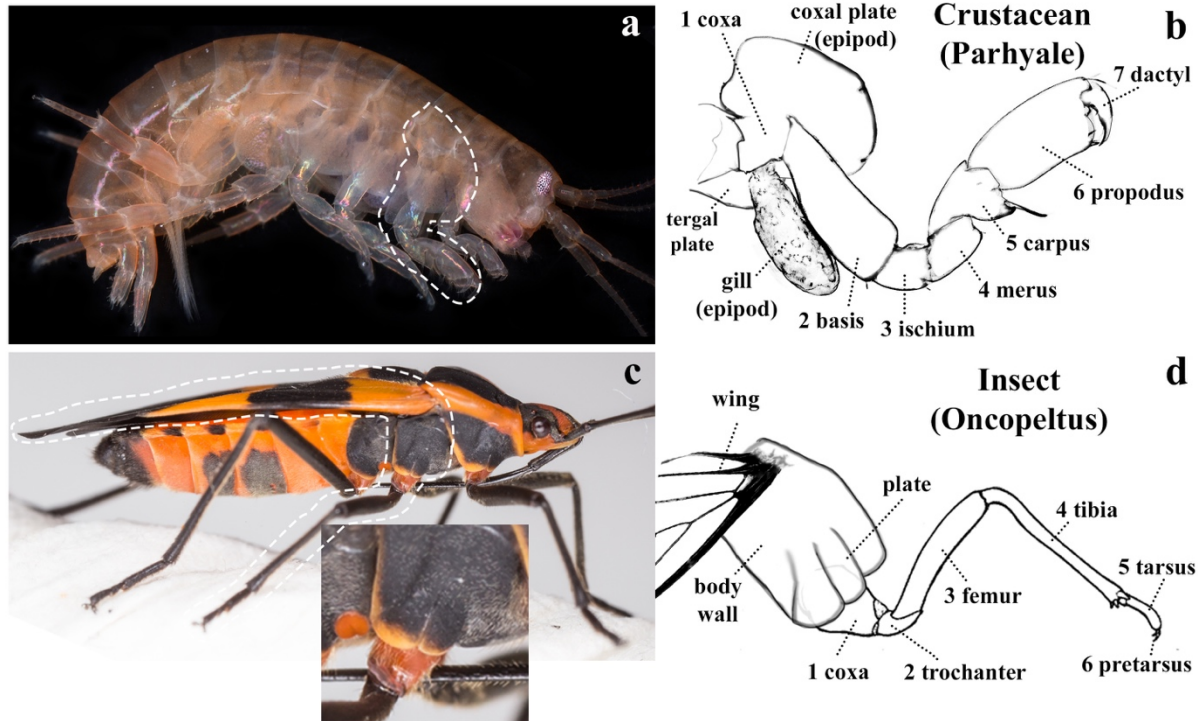 a
Crustacean
(Parhyale)
b
1 coxa
coxal plate
(epipod)
7 dactyl
6 propodus
tergal
plate
5 carpus
gill
(epipod)
4 merus
2 basis
3 ischium
c
Insect
(Oncopeltus)
d
wing
plate
4 tibia
5 tarsus
body
wall
3 femur
1 coxa
2 trochanter
6 pretarsus